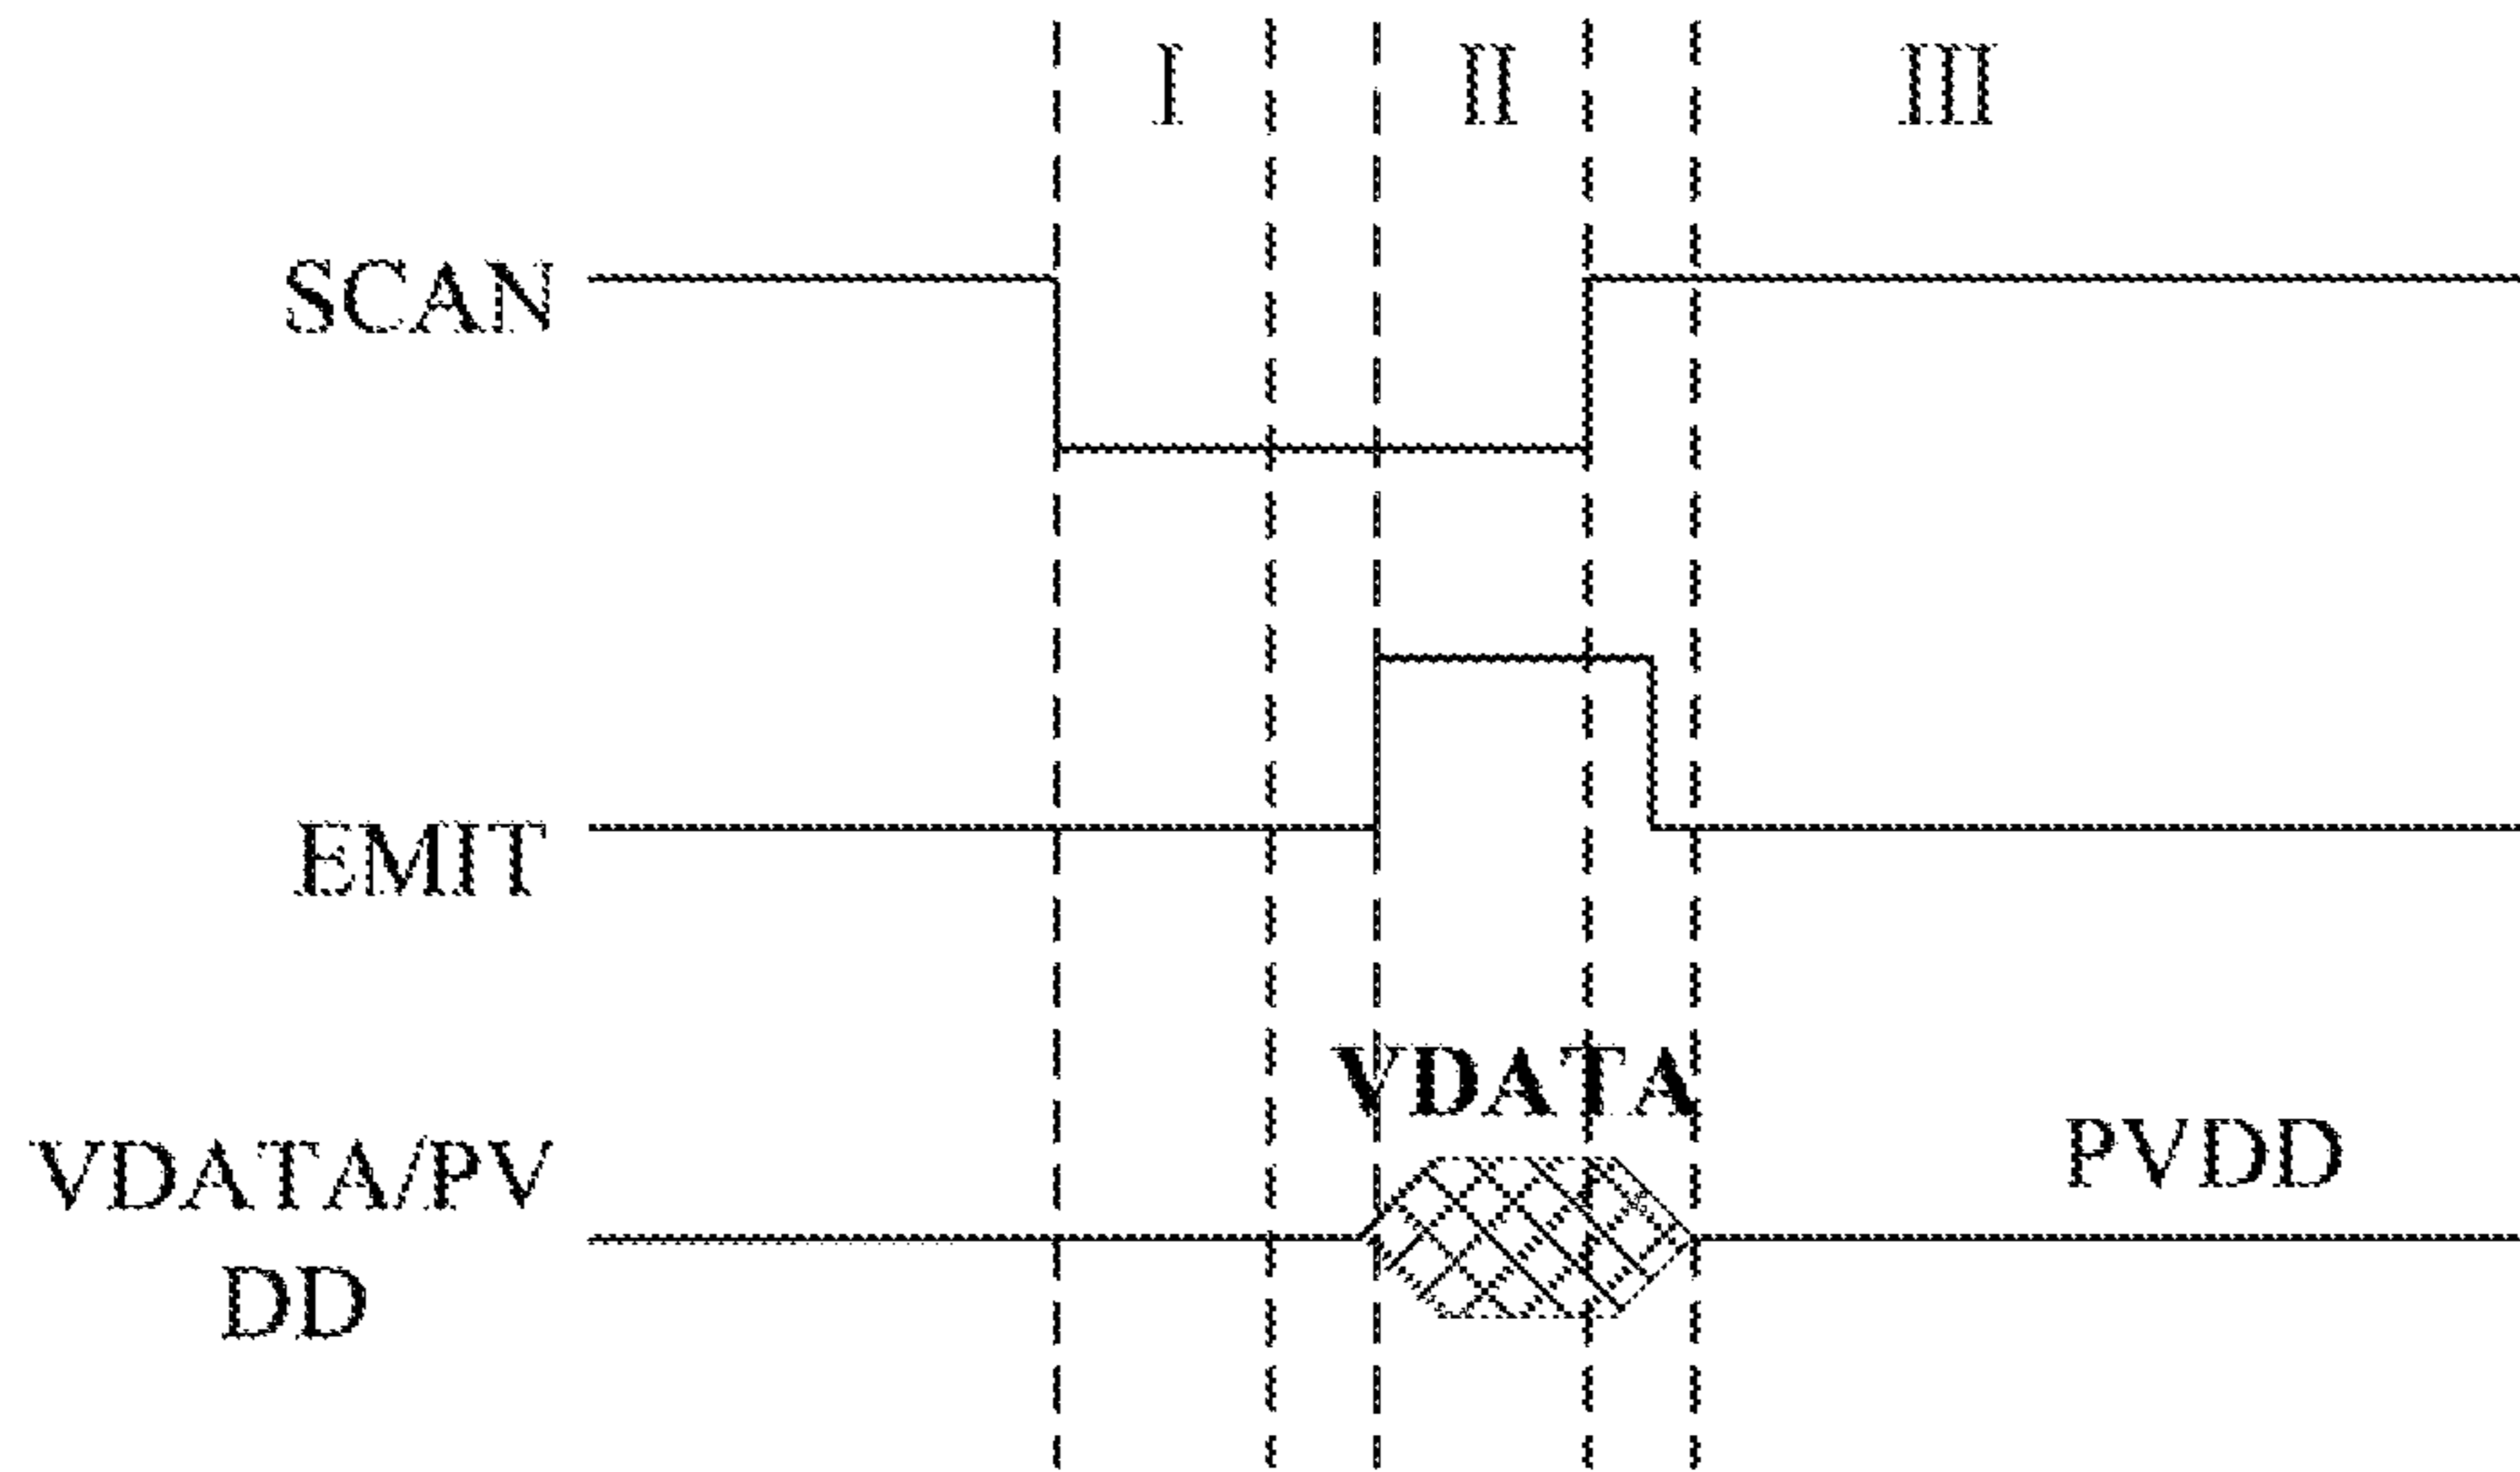 I II III
SCAN
EMIT
VDATA
VDATA/PV
DD
PVDD